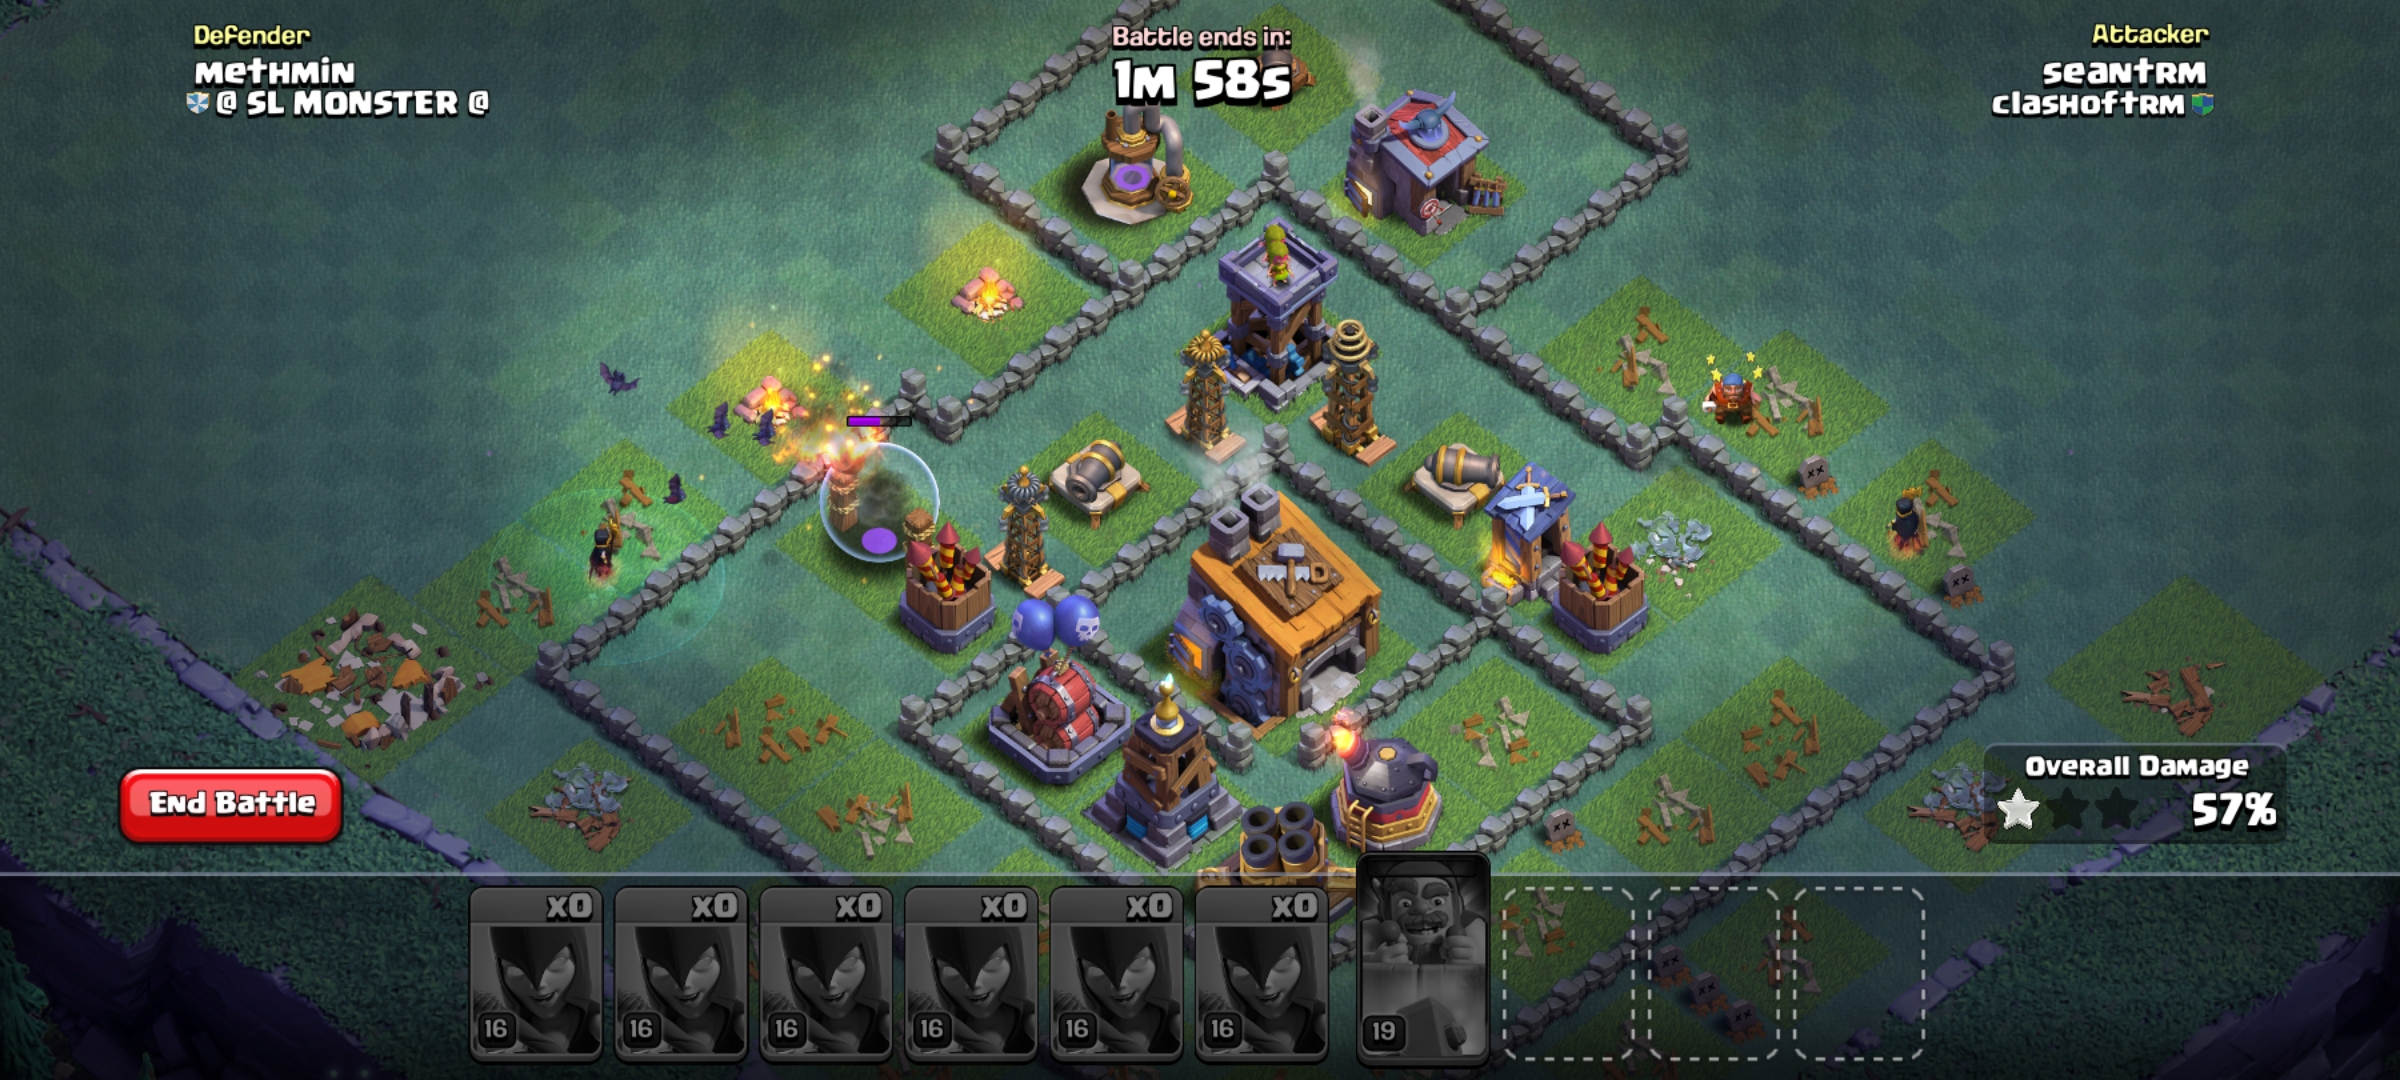 Defender
methmin
@ SL MONSTER @
Battle ends in:
1m 58s
Attacker
seantrm
clashoftrm
End Battle
Overall Damage
57%
x0
x0
x0
x0
x0
x0
16
16
16
16
16
16
19